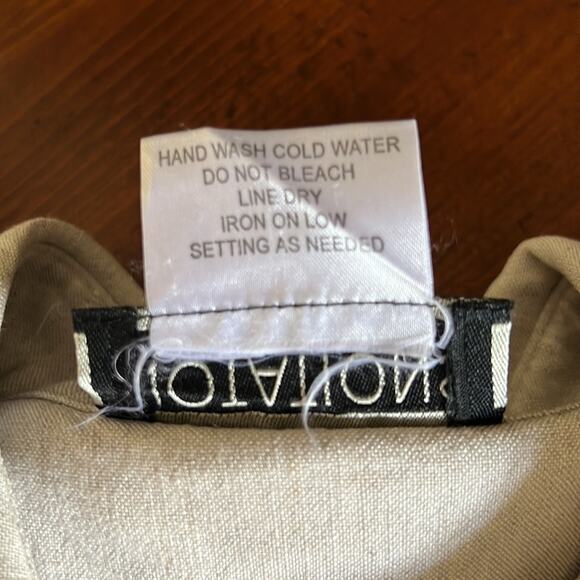 HAND WASH COLD WATER
DO NOT BLEACH
LINE DRY
IRON ON LOW
SETTING AS NEEDED